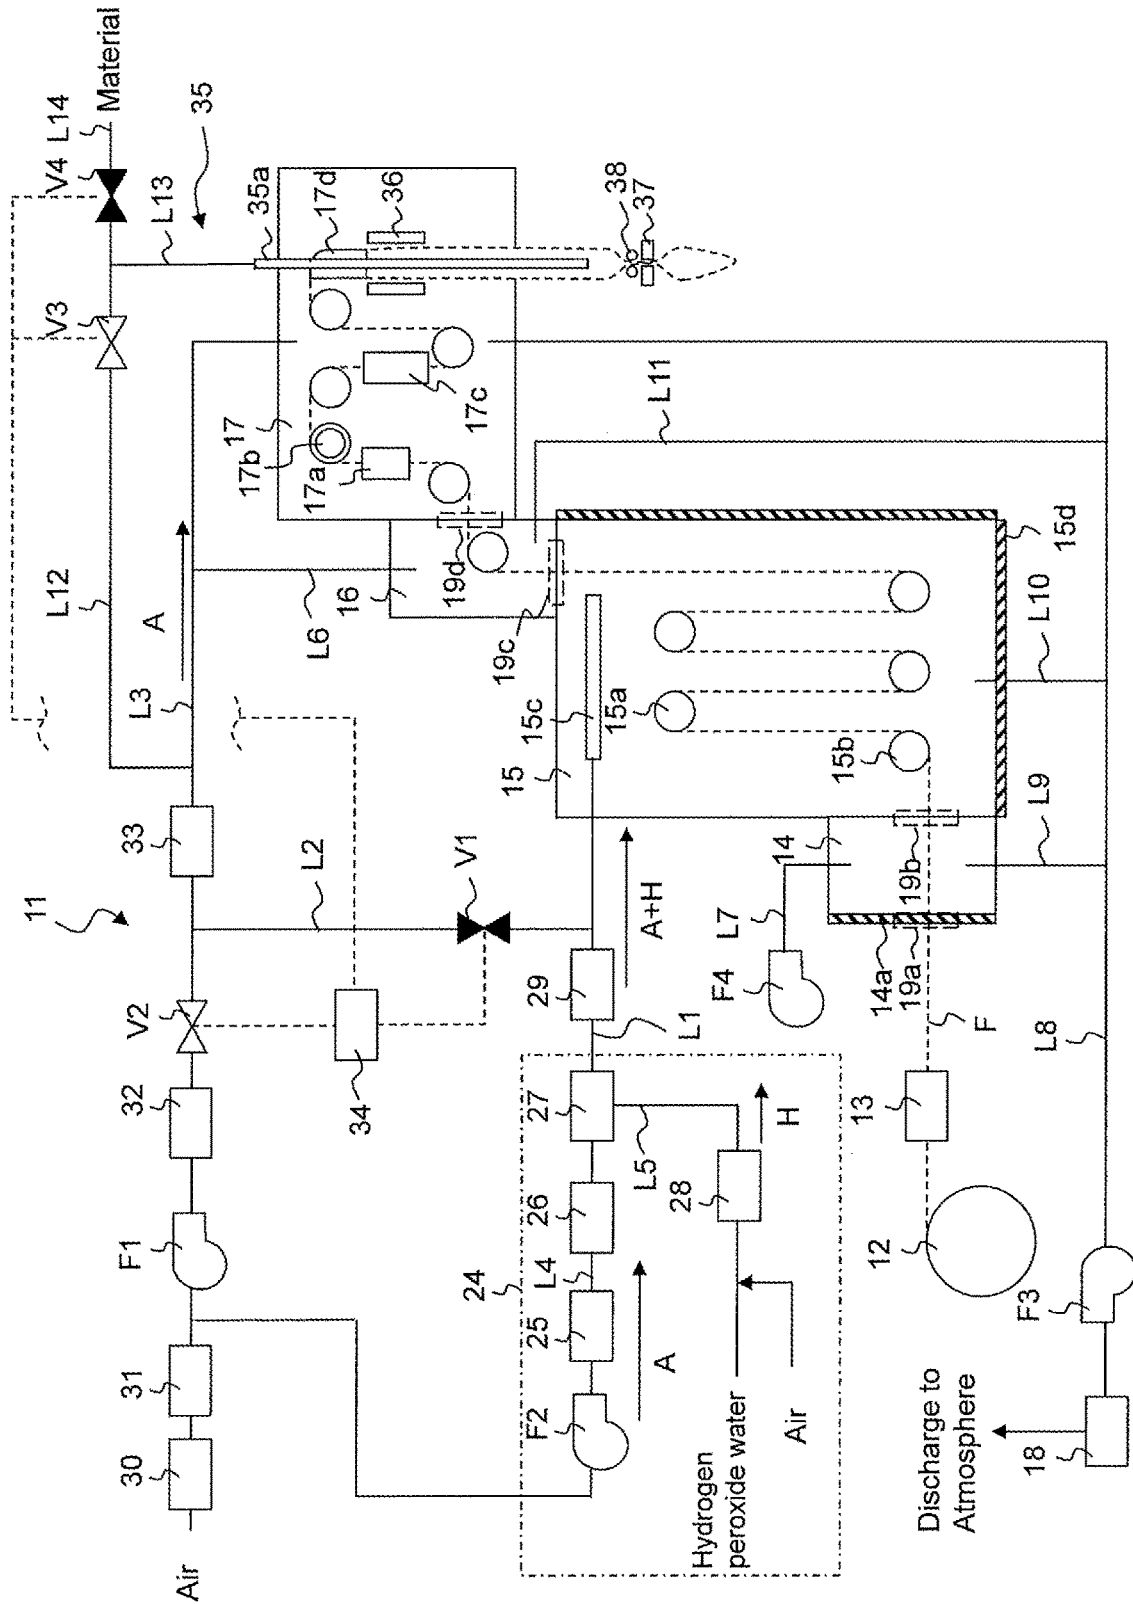 Air
30
31
F1
32
V2
11
33
L3
A
L12
V3
V4
L14
Material
L13
35
35a
17d
36
38
37
17
17b
17a
17c
L11
L6
16
19d
19c
L2
V1
34
15
15c
15a
15b
15d
L10
L9
24
F2
25
L4
26
27
29
L1
A+H
A
L5
28
H
Hydrogen
peroxide water
Air
L7
F4
14
19b
14a
19a
F
L8
13
12
F3
18
Discharge to
Atmosphere